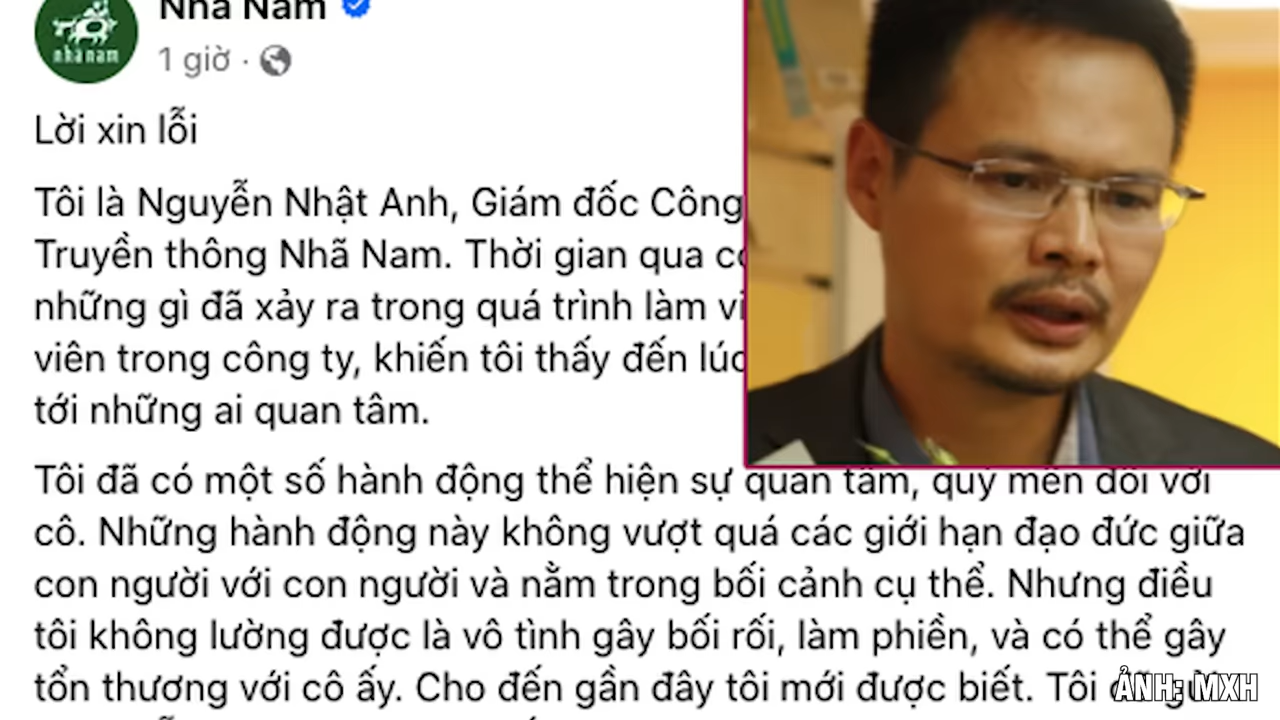 Nhã Nam
nhã nam
1 giờ ·
Lời xin lỗi
Tôi là Nguyễn Nhật Anh, Giám đốc Công
Truyền thông Nhã Nam. Thời gian qua
những gì đã xảy ra trong quá trình làm
viên trong công ty, khiến tôi thấy đến lúc
tới những ai quan tâm.
Tôi đã có một số hành động thể hiện sự quan tâm, quý mến đối với
cô. Những hành động này không vượt quá các giới hạn đạo đức giữa
con người với con người và nằm trong bối cảnh cụ thể. Nhưng điều
tôi không lường được là vô tình gây bối rối, làm phiền, và có thể gây
tổn thương với cô ấy. Cho đến gần đây tôi mới được biết. Tôi
ẢNH: MXH